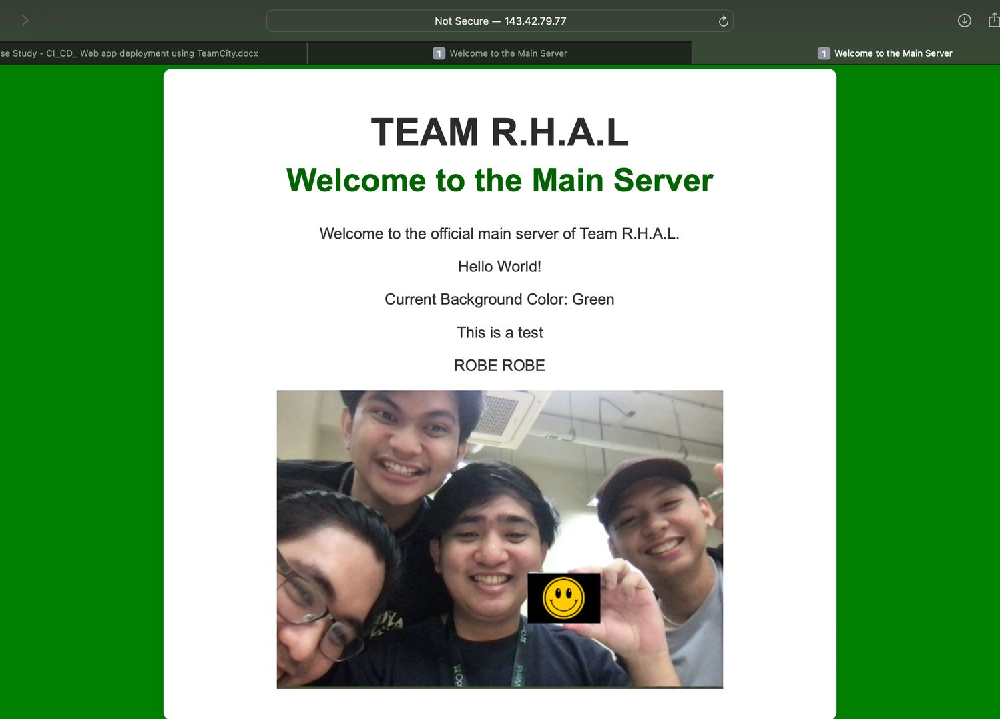 Not Secure — 143.42.79.77
se Study - CI_CD_ Web app deployment using TeamCity.docx
1 Welcome to the Main Server
1 Welcome to the Main Server
TEAM R.H.A.L
Welcome to the Main Server
Welcome to the official main server of Team R.H.A.L.
Hello World!
Current Background Color: Green
This is a test
ROBE ROBE